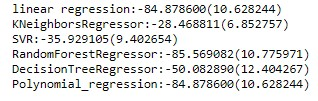 linear regression:-84.878600(10.628244)
KNeighborsRegressor:-28.468811(6.852757)
SVR:-35.929105(9.402654)
RandomForestRegressor:-85.569082(10.775971)
DecisionTreeRegressor:-50.082890(12.404267)
Polynomial_regression:-84.878600(10.628244)